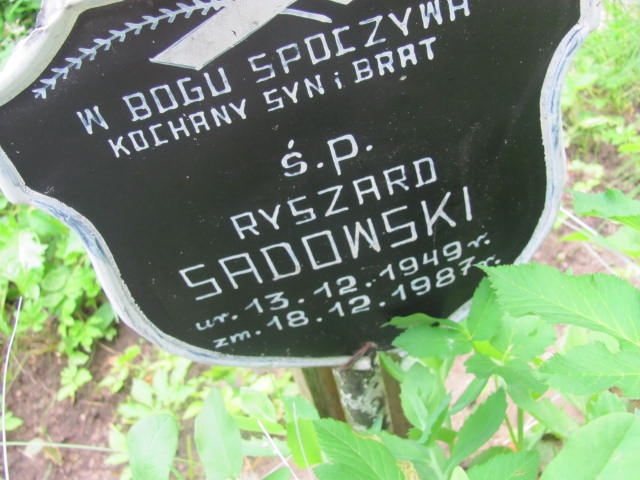 W BOGU SPOCZYWA
KOCHANY SYN i BRAT
ś.p.
RYSZARD
SADOWSKI
ur. 13.12.1949 r.
zm. 18.12.1987 r.